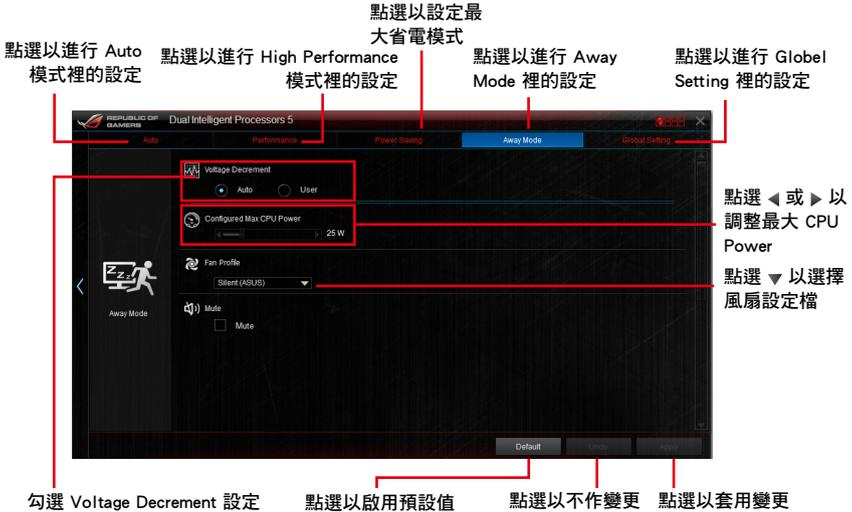 點選以設定最
大省電模式
點選以進行 Auto
模式裡的設定
點選以進行 High Performance
模式裡的設定
點選以進行 Away
Mode 裡的設定
點選以進行 Globel
Setting 裡的設定
REPUBLIC OF
GAMERS
Dual Intelligent Processors 5
Auto
Performance
Power Saving
Away Mode
Global Setting
Voltage Decrement
Auto
User
Configured Max CPU Power
25 W
Fan Profile
Silent (ASUS)
Mute
Mute
Zzz
Away Mode
點選 ◀ 或 ▶ 以
調整最大 CPU
Power
點選 ▼ 以選擇
風扇設定檔
Default
Undo
Apply
勾選 Voltage Decrement 設定
點選以啟用預設值
點選以不作變更
點選以套用變更